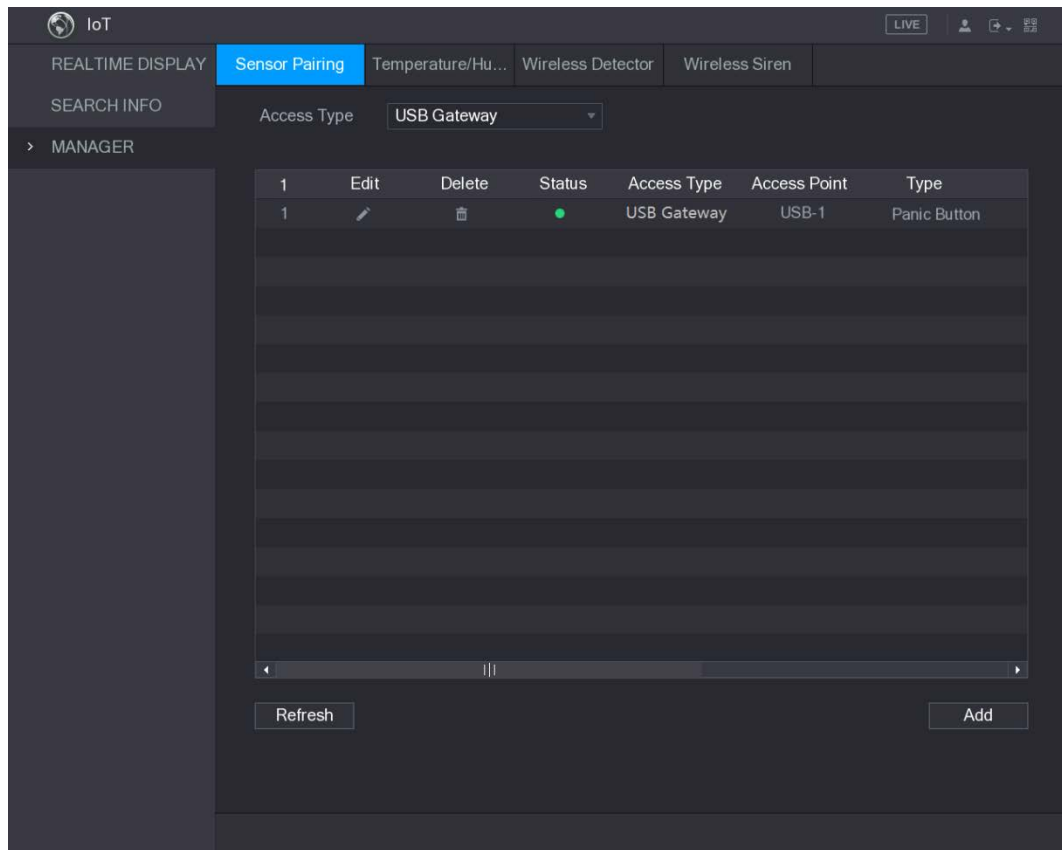 IoT LIVE
REALTIME DISPLAY
SEARCH INFO
MANAGER
Sensor Pairing Temperature/Hu... Wireless Detector Wireless Siren
Access Type USB Gateway
1 Edit Delete Status Access Type Access Point Type
1 USB Gateway USB-1 Panic Button
Refresh Add